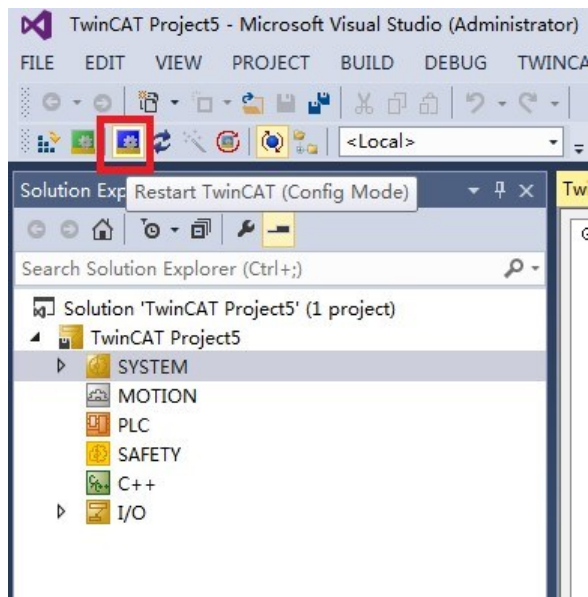 TwinCAT Project5 - Microsoft Visual Studio (Administrator)
FILE EDIT VIEW PROJECT BUILD DEBUG TWINCA
<Local>
Solution Exp
Restart TwinCAT (Config Mode)
Tw
Search Solution Explorer (Ctrl+;)
Solution 'TwinCAT Project5' (1 project)
TwinCAT Project5
SYSTEM
MOTION
PLC
SAFETY
C++
I/O